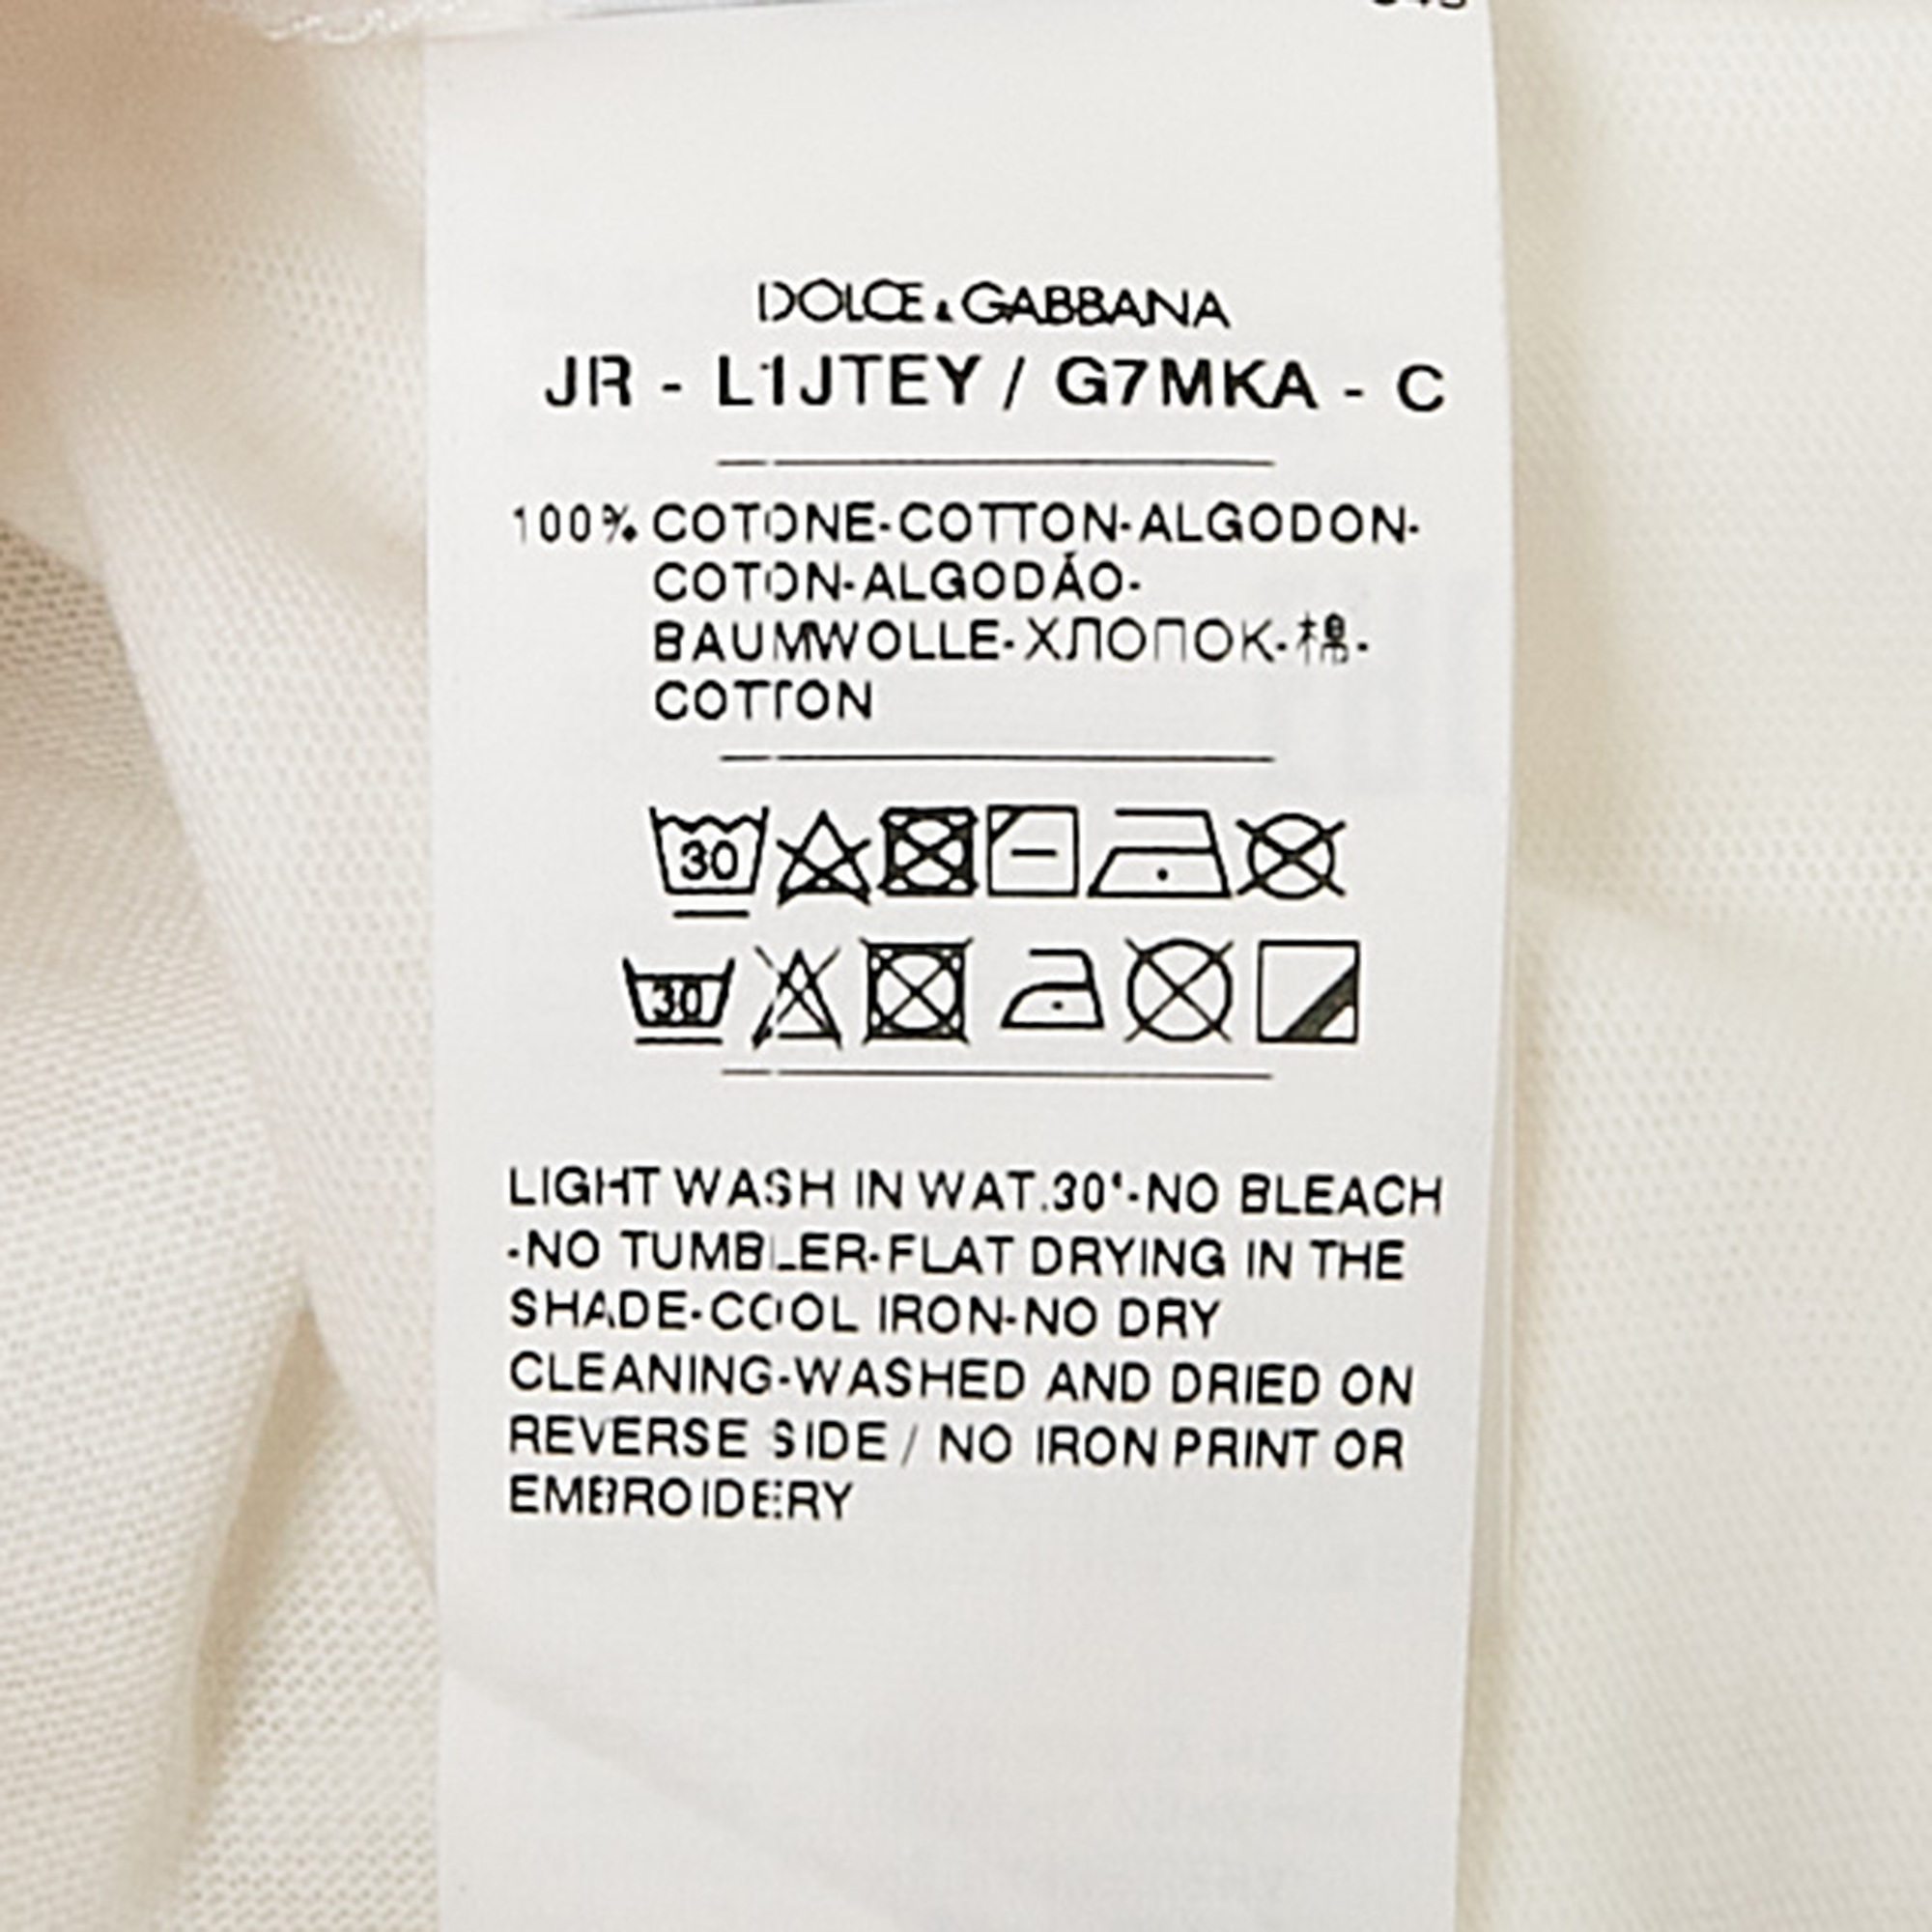 DOLCE & GABBANA
JR - L1JTEY / G7MKA - C
100% COTONE-COTTON-ALGODON-
COTON-ALGODÃO-
BAUMWOLLE-ХЛОПОК-棉-
COTTON
30
30
LIGHT WASH IN WAT.30°-NO BLEACH
-NO TUMBLER-FLAT DRYING IN THE
SHADE-COOL IRON-NO DRY
CLEANING-WASHED AND DRIED ON
REVERSE SIDE / NO IRON PRINT OR
EMBROIDERY